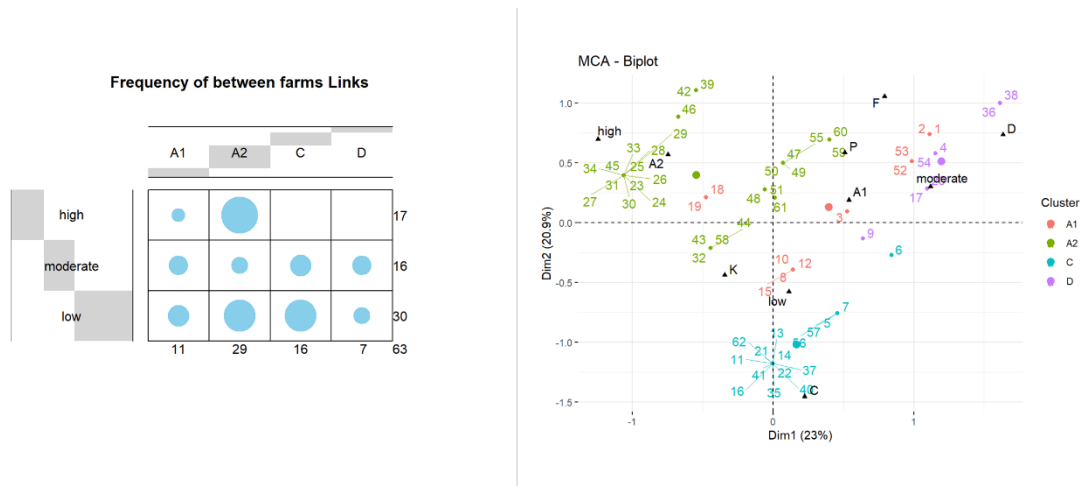 Frequency of between farms Links
A1 A2 C D
high 17
moderate 16
low 30
11 29 16 7 63
MCA - Biplot
42 39
38
F
36
46
1.0
high 29 55 60 2 1 D
33 47 P 59 53 4
34 45 28 A2 50 49 54
0.5
25 52
31 26 moderate
27 23 18 48 51 A1 17
30 24 19 61 3
0.0
44 9
43 58 6
32 10 12
K 8
-0.5
15
low
7
13 57 5
62 21 56
-1.0
11 14
41 22 37
16 35 40 C
-1.5
-1 0 1
Dim1 (23%)
Dim2 (20.9%)
Cluster
A1
A2
C
D